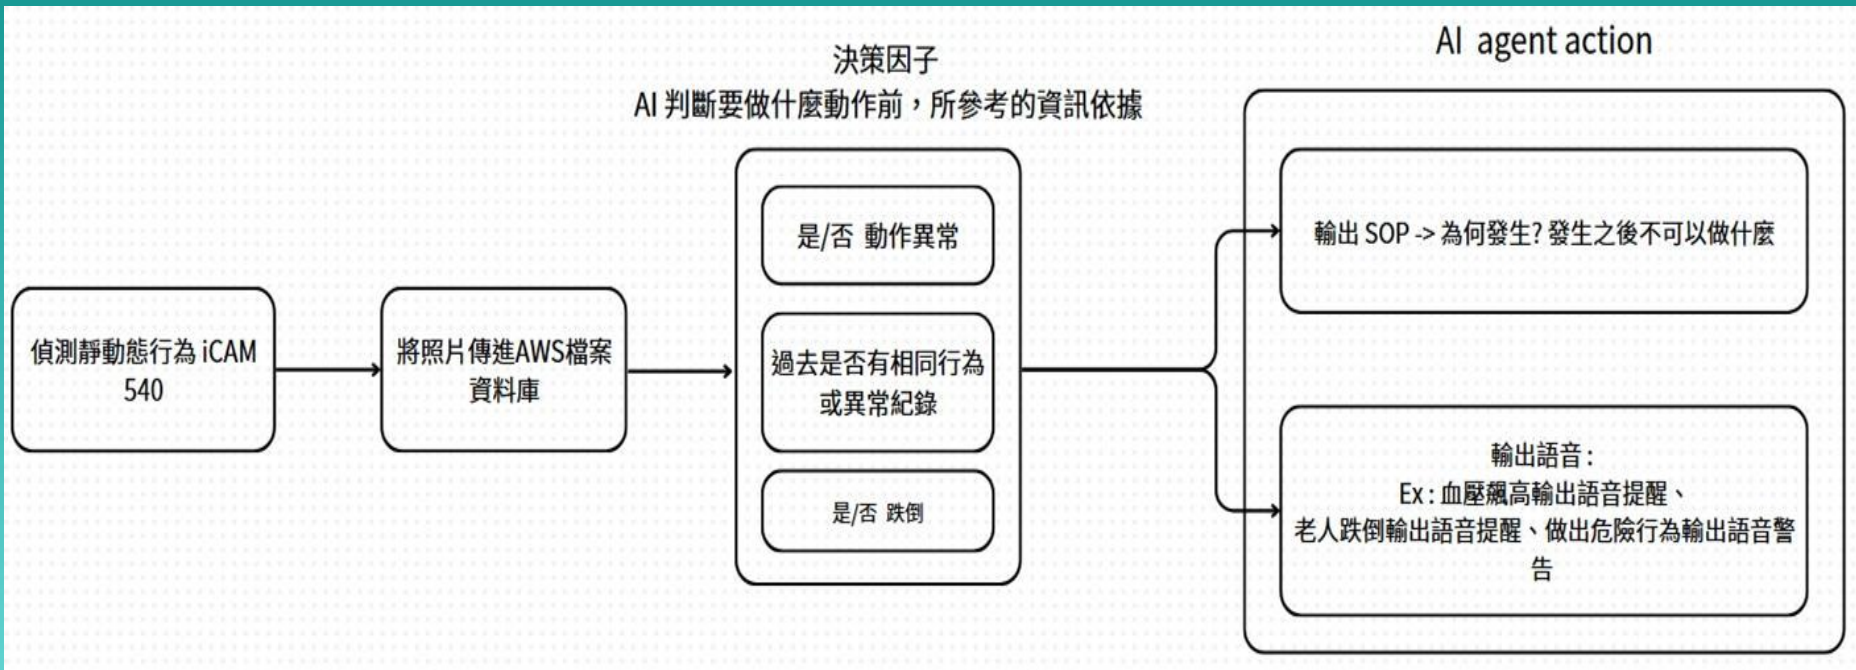 決策因子
AI 判斷要做什麼動作前，所參考的資訊依據
AI agent action
偵測靜動態行為 iCAM
540
將照片傳進AWS檔案
資料庫
是/否 動作異常
過去是否有相同行為
或異常紀錄
是/否 跌倒
輸出 SOP -> 為何發生? 發生之後不可以做什麼
輸出語音 :
Ex : 血壓飆高輸出語音提醒、
老人跌倒輸出語音提醒、做出危險行為輸出語音警
告